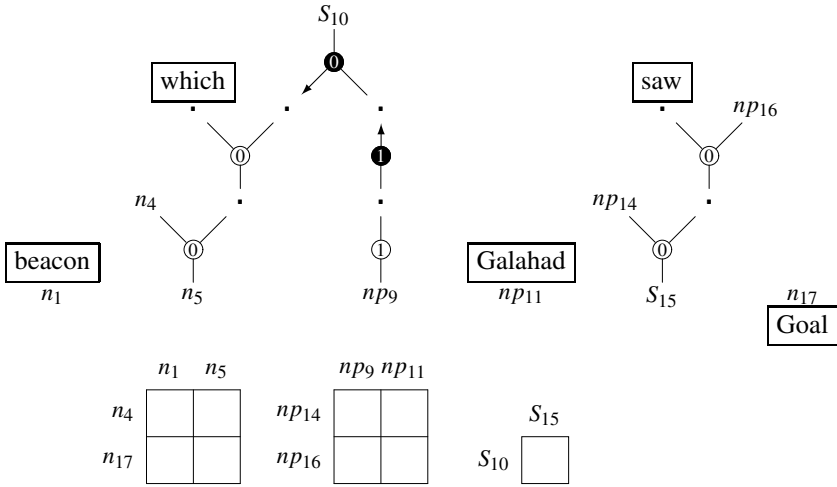 S10
0
which
saw
np16
0
1
0
n4
np14
beacon
0
1
Galahad
0
n1
n5
np9
np11
S15
n17
Goal
n1 n5
np9 np11
n4
np14
S15
n17
np16
S10